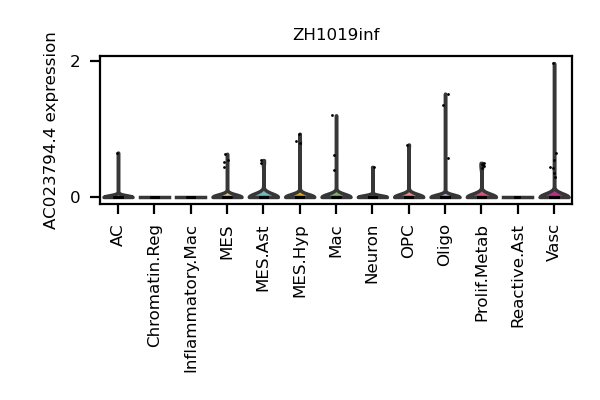 ZH1019inf
AC023794.4 expression
2
0
AC
Chromatin.Reg
Inflammatory.Mac
MES
MES.Ast
MES.Hyp
Mac
Neuron
OPC
Oligo
Prolif.Metab
Reactive.Ast
Vasc